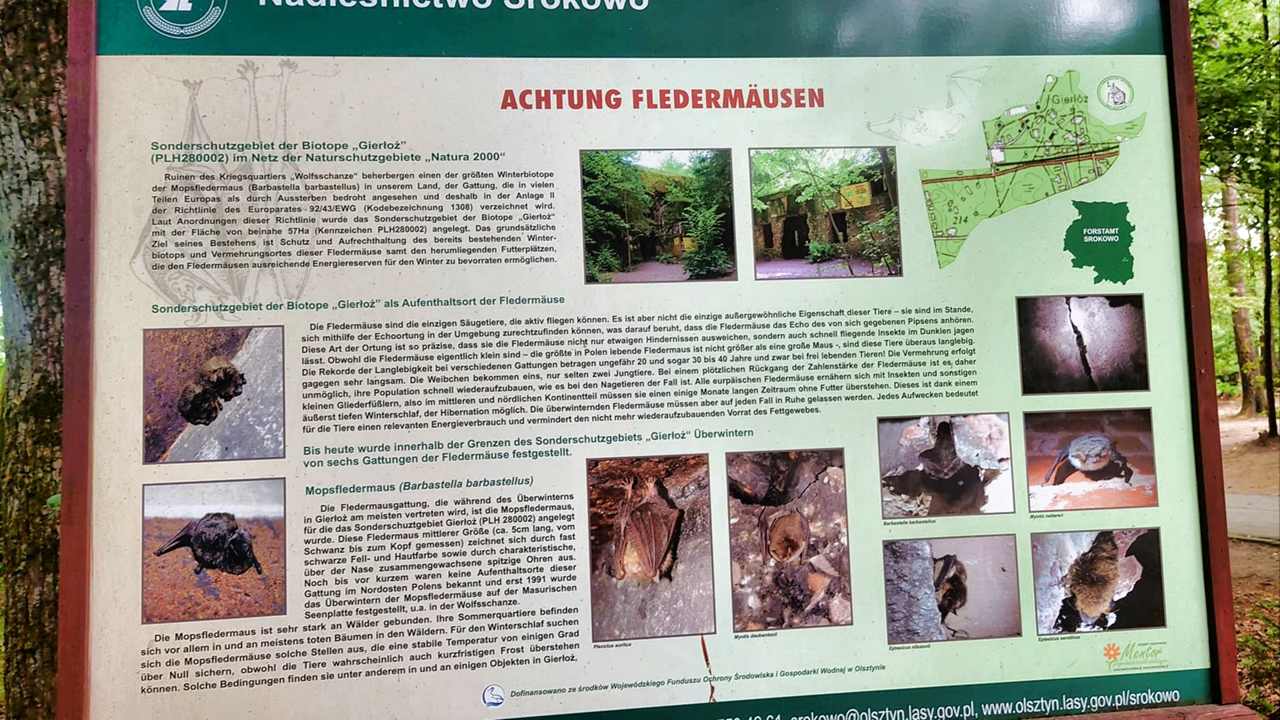 Nadleśnictwo Srokowo
ACHTUNG FLEDERMÄUSEN
Sonderschutzgebiet der Biotope „Gierłoż”
(PLH280002) im Netz der Naturschutzgebiete „Natura 2000“
Ruinen des Kriegsquartiers „Wolfsschanze“ beherbergen einen der größten Winterbiotope
der Mopsfledermaus (Barbastella barbastellus) in unserem Land, der Gattung, die in vielen
Teilen Europas als durch Aussterben bedroht angesehen und deshalb in der Anlage II
der Richtlinie des Europarates 92/43/EWG (Kodebezeichnung 1308) verzeichnet wird.
Laut Anordnungen dieser Richtlinie wurde das Sonderschutzgebiet der Biotope „Gierłoż“
mit der Fläche von beinahe 57Ha (Kennzeichen PLH280002) angelegt. Das grundsätzliche
Ziel seines Bestehens ist Schutz und Aufrechthaltung des bereits bestehenden Winter-
biotops und Vermehrungsortes dieser Fledermäuse samt den herumliegenden Futterplätzen,
die den Fledermäusen ausreichende Energiereserven für den Winter zu bevorraten ermöglichen.
Gierłoż
214
FORSTAMT
SROKOWO
Sonderschutzgebiet der Biotope „Gierłoż” als Aufenthaltsort der Fledermäuse
Die Fledermäuse sind die einzigen Säugetiere, die aktiv fliegen können. Es ist aber nicht die einzige außergewöhnliche Eigenschaft dieser Tiere – sie sind im Stande,
sich mithilfe der Echoortung in der Umgebung zurechtzufinden können, was darauf beruht, dass die Fledermäuse das Echo des von sich gegebenen Pipsens anhören.
Diese Art der Ortung ist so präzise, dass sie die Fledermäuse nicht nur etwaigen Hindernissen ausweichen, sondern auch schnell fliegende Insekte im Dunklen jagen
lässt. Obwohl die Fledermäuse eigentlich klein sind – die größte in Polen lebende Fledermaus ist nicht größer als eine große Maus -, sind diese Tiere überaus langlebig.
Die Rekorde der Langlebigkeit bei verschiedenen Gattungen betragen ungefähr 20 und sogar 30 bis 40 Jahre und zwar bei frei lebenden Tieren! Die Vermehrung erfolgt
gagegen sehr langsam. Die Weibchen bekommen eins, nur selten zwei Jungtiere. Bei einem plötzlichen Rückgang der Zahlenstärke der Fledermäuse ist es, daher
unmöglich, ihre Population schnell wiederaufzubauen, wie es bei den Nagetieren der Fall ist. Alle eurpäischen Fledermäuse ernähern sich mit Insekten und sonstigen
kleinen Gliederfüßlern, also im mittleren und nördlichen Kontinentteil müssen sie einen einige Monate langen Zeitraum ohne Futter überstehen. Dieses ist dank einem
äußerst tiefen Winterschlaf, der Hibernation möglich. Die überwinternden Fledermäuse müssen aber auf jeden Fall in Ruhe gelassen werden. Jedes Aufwecken bedeutet
für die Tiere einen relevanten Energieverbrauch und vermindert den nicht mehr wiederaufzubauenden Vorrat des Fettgewebes.
Bis heute wurde innerhalb der Grenzen des Sonderschutzgebiets „Gierłoż” Überwintern
von sechs Gattungen der Fledermäuse festgestellt.
Mopsfledermaus (Barbastella barbastellus)
Die Fledermausgattung, die während des Überwinterns
in Gierłoż am meisten vertreten wird, ist die Mopsfledermaus,
für die das Sonderschutzgebiet Gierłoż (PLH 280002) angelegt
wurde. Diese Fledermaus mittlerer Größe (ca. 5cm lang, vom
Schwanz bis zum Kopf gemessen) zeichnet sich durch fast
schwarze Fell- und Hautfarbe sowie durch charakteristische,
über der Nase zusammengewachsene spitzige Ohren aus.
Noch bis vor kurzem waren keine Aufenthaltsorte dieser
Gattung im Nordosten Polens bekannt und erst 1991 wurde
das Überwintern der Mopsfledermäuse auf der Masurischen
Seenplatte festgestellt, u.a. in der Wolfsschanze.
Die Mopsfledermaus ist sehr stark an Wälder gebunden. Ihre Sommerquartiere befinden
sich vor allem in und an meistens toten Bäumen in den Wäldern. Für den Winterschlaf suchen
sich die Mopsfledermäuse solche Stellen aus, die eine stabile Temperatur von einigen Grad
über Null sichern, obwohl die Tiere wahrscheinlich auch kurzfristigen Frost überstehen
können. Solche Bedingungen finden sie unter anderem in und an einigen Objekten in Gierłoż,
Plecotus auritus
Myotis daubentonii
Barbastella barbastellus
Myotis nattereri
Eptesicus nilssonii
Eptesicus serotinus
Mentor
Dofinansowano ze środków Wojewódzkiego Funduszu Ochrony Środowiska i Gospodarki Wodnej w Olsztynie
srokowo@olsztyn.lasy.gov.pl, www.olsztyn.lasy.gov.pl/srokowo